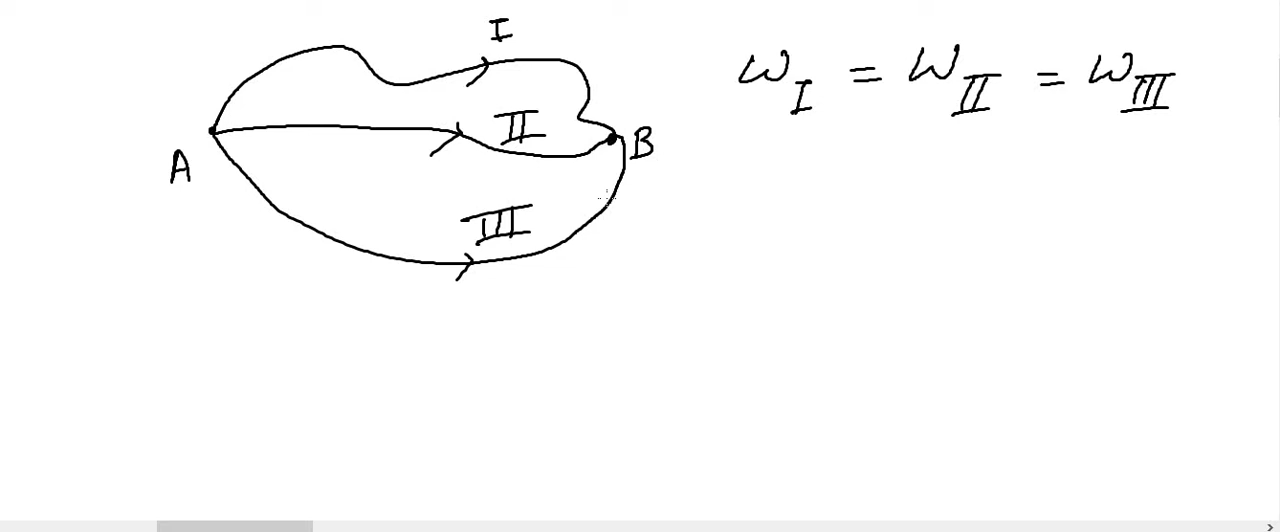 I
W_I = W_II = W_III
II
B
A
III